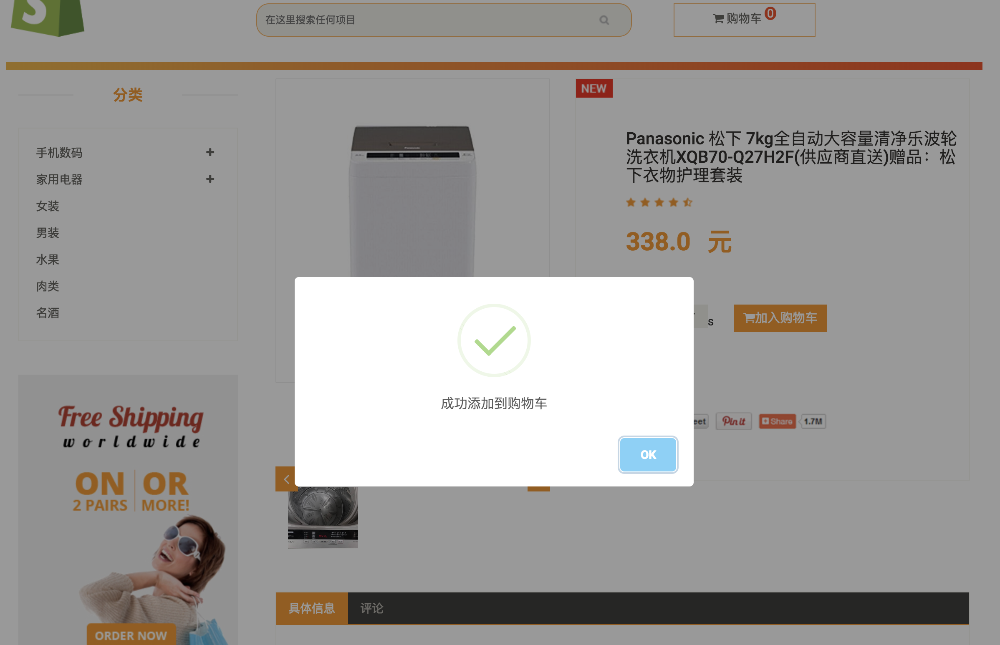 S
在这里搜索任何项目
购物车 0
分类
手机数码
家用电器
女装
男装
水果
肉类
名酒
Free Shipping
worldwide
ON OR
2 PAIRS MORE!
ORDER NOW
Panasonic
NEW
Panasonic 松下 7kg全自动大容量清净乐波轮
洗衣机XQB70-Q27H2F(供应商直送)赠品：松
下衣物护理套装
338.0 元
s
加入购物车
成功添加到购物车
OK
eet
Pin it
Share
1.7M
具体信息
评论